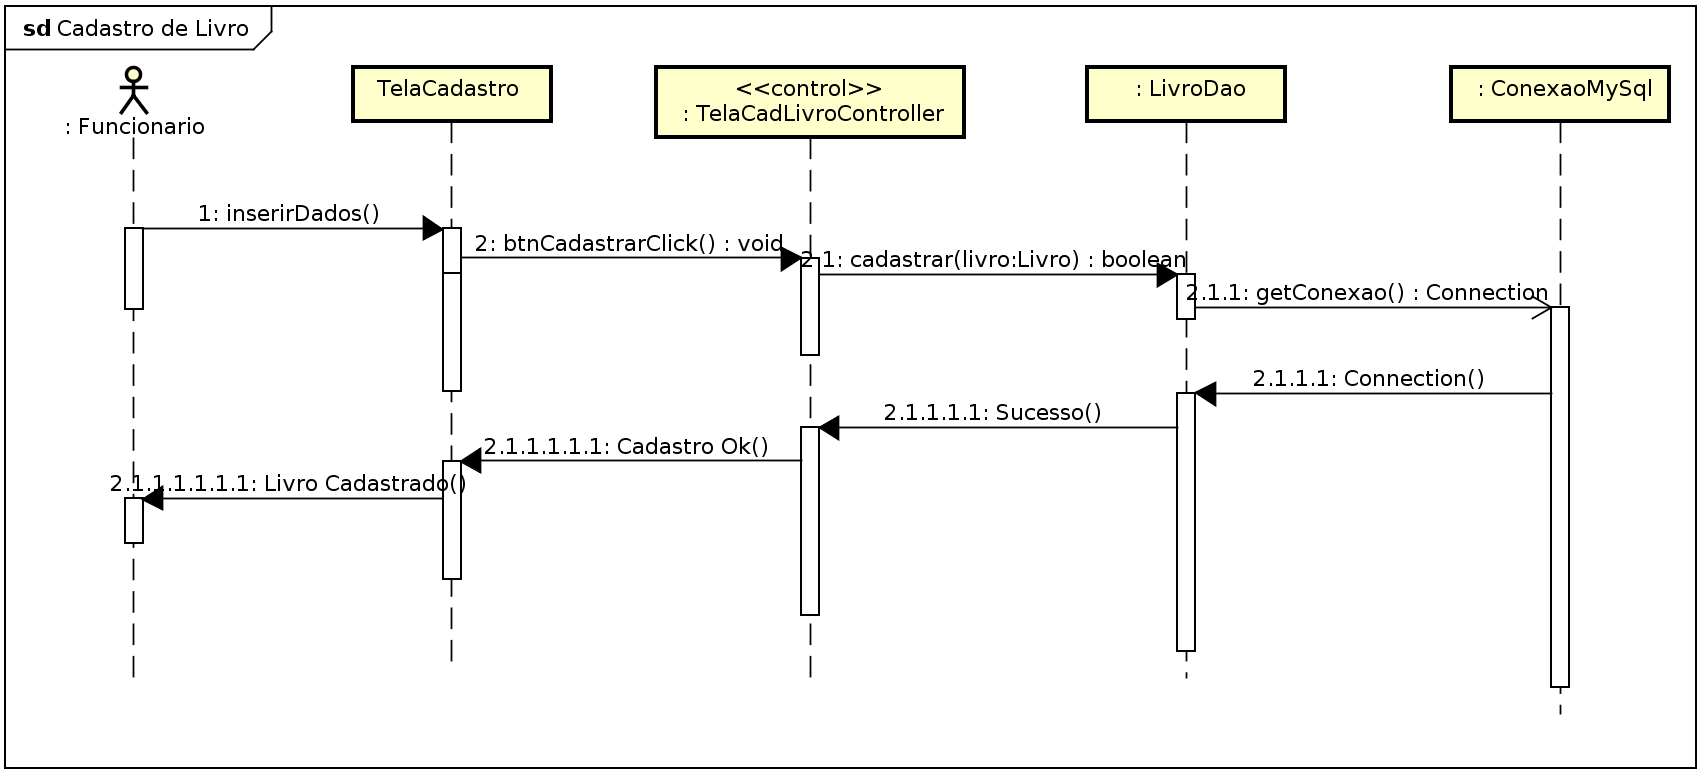 sd Cadastro de Livro
: Funcionario
TelaCadastro
<<control>>
: TelaCadLivroController
: LivroDao
: ConexaoMySql
1: inserirDados()
2: btnCadastrarClick() : void
2.1: cadastrar(livro:Livro) : boolean
2.1.1: getConexao() : Connection
2.1.1.1: Connection()
2.1.1.1.1: Sucesso()
2.1.1.1.1.1: Cadastro Ok()
2.1.1.1.1.1.1: Livro Cadastrado()